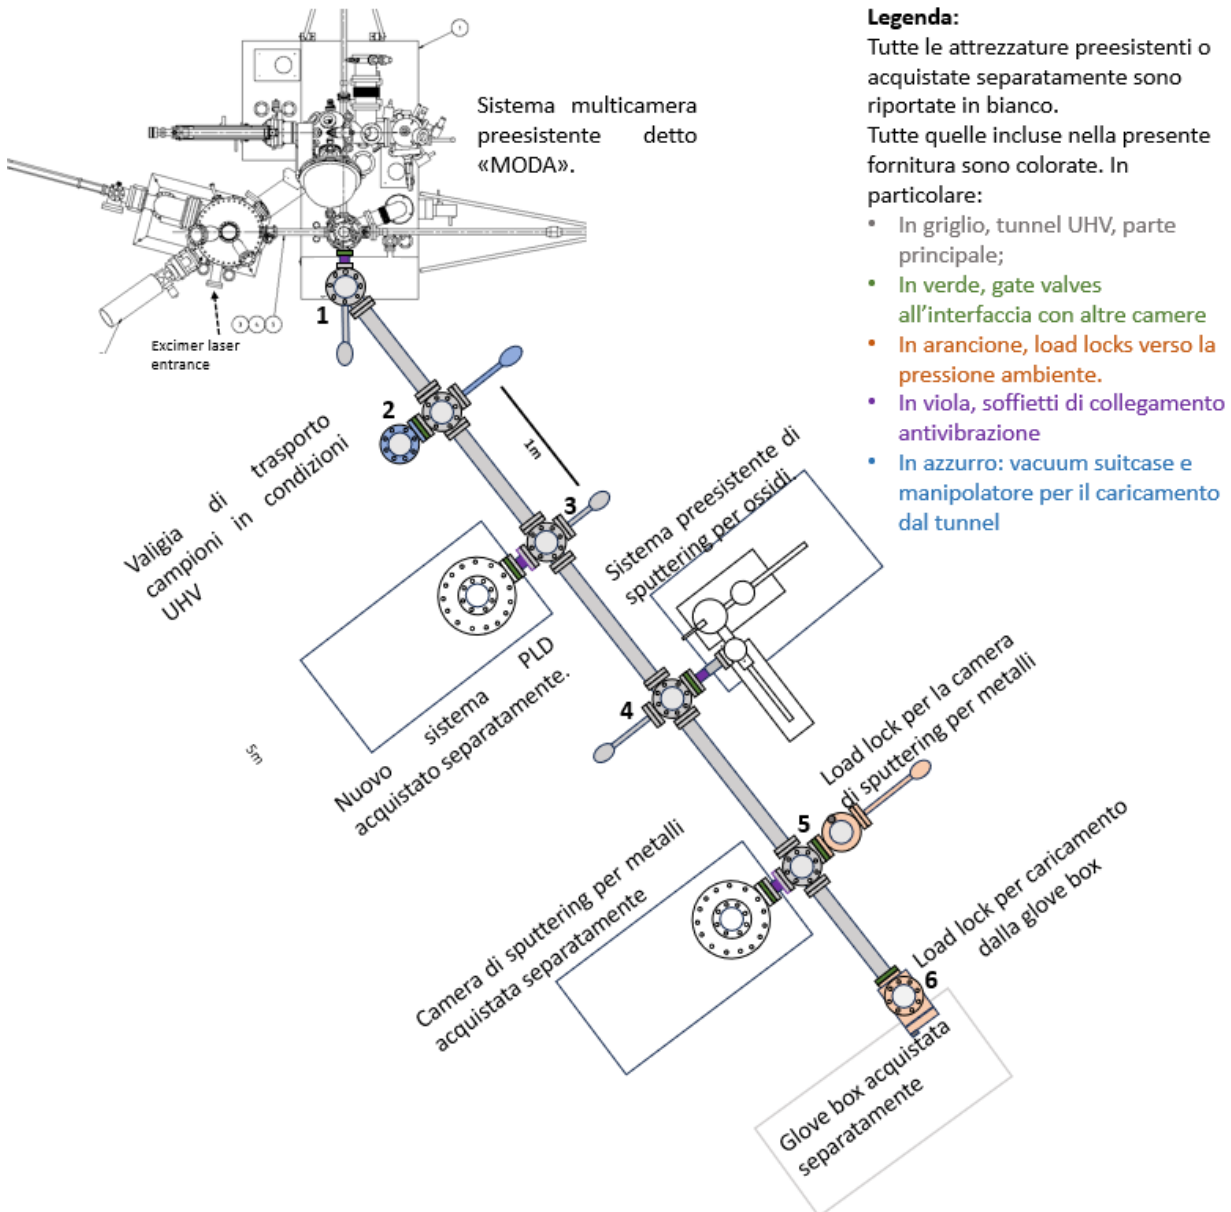 Legenda:
Tutte le attrezzature preesistenti o
acquistate separatamente sono
riportate in bianco.
Tutte quelle incluse nella presente
fornitura sono colorate. In
particolare:
• In griglio, tunnel UHV, parte
principale;
• In verde, gate valves
all'interfaccia con altre camere
• In arancione, load locks verso la
pressione ambiente.
• In viola, soffietti di collegamento
antivibrazione
• In azzurro: vacuum suitcase e
manipolatore per il caricamento
dal tunnel
1
Sistema multicamera
preesistente detto
«MODA».
3 4 5
Excimer laser
entrance
1
2
1m
3
Valigia di trasporto
campioni in condizioni
UHV
Sistema preesistente di
sputtering per ossidi.
Nuovo sistema PLD
acquistato separatamente.
4
5m
Load lock per la camera
di sputtering per metalli
5
Camera di sputtering per metalli
acquistata separatamente
Load lock per caricamento
dalla glove box
6
Glove box acquistata
separatamente